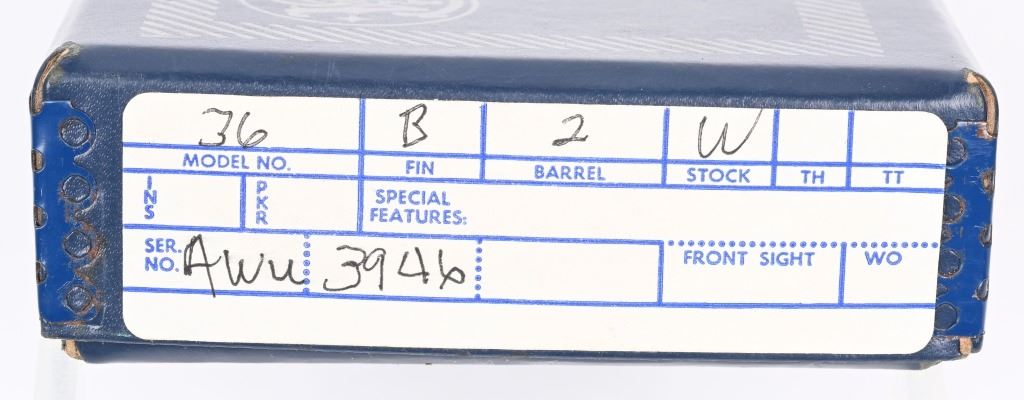 36 B 2 W
MODEL NO. FIN BARREL STOCK TH TT
INS PKR SPECIAL FEATURES:
SER. NO. AWU 3946 FRONT SIGHT WO